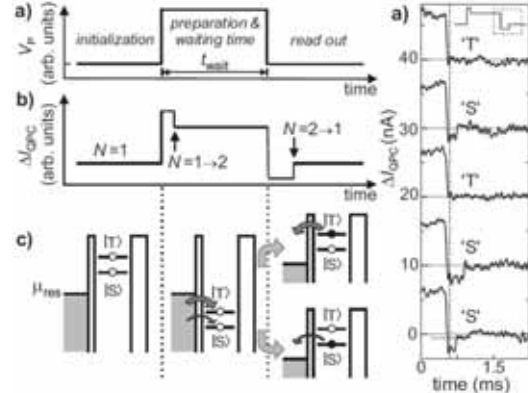 a)
V_P
(arb. units)
initialization
preparation &
waiting time
t_wait
read out
time
b)
ΔI_QPC
(arb. units)
N=1
N=1→2
N=2→1
time
c)
μ_res
|T⟩
|S⟩
|T⟩
|S⟩
|T⟩
|S⟩
|T⟩
|S⟩
a)
ΔI_QPC (nA)
40
30
20
10
0
'T'
'S'
'T'
'S'
'S'
0
1.5
time (ms)